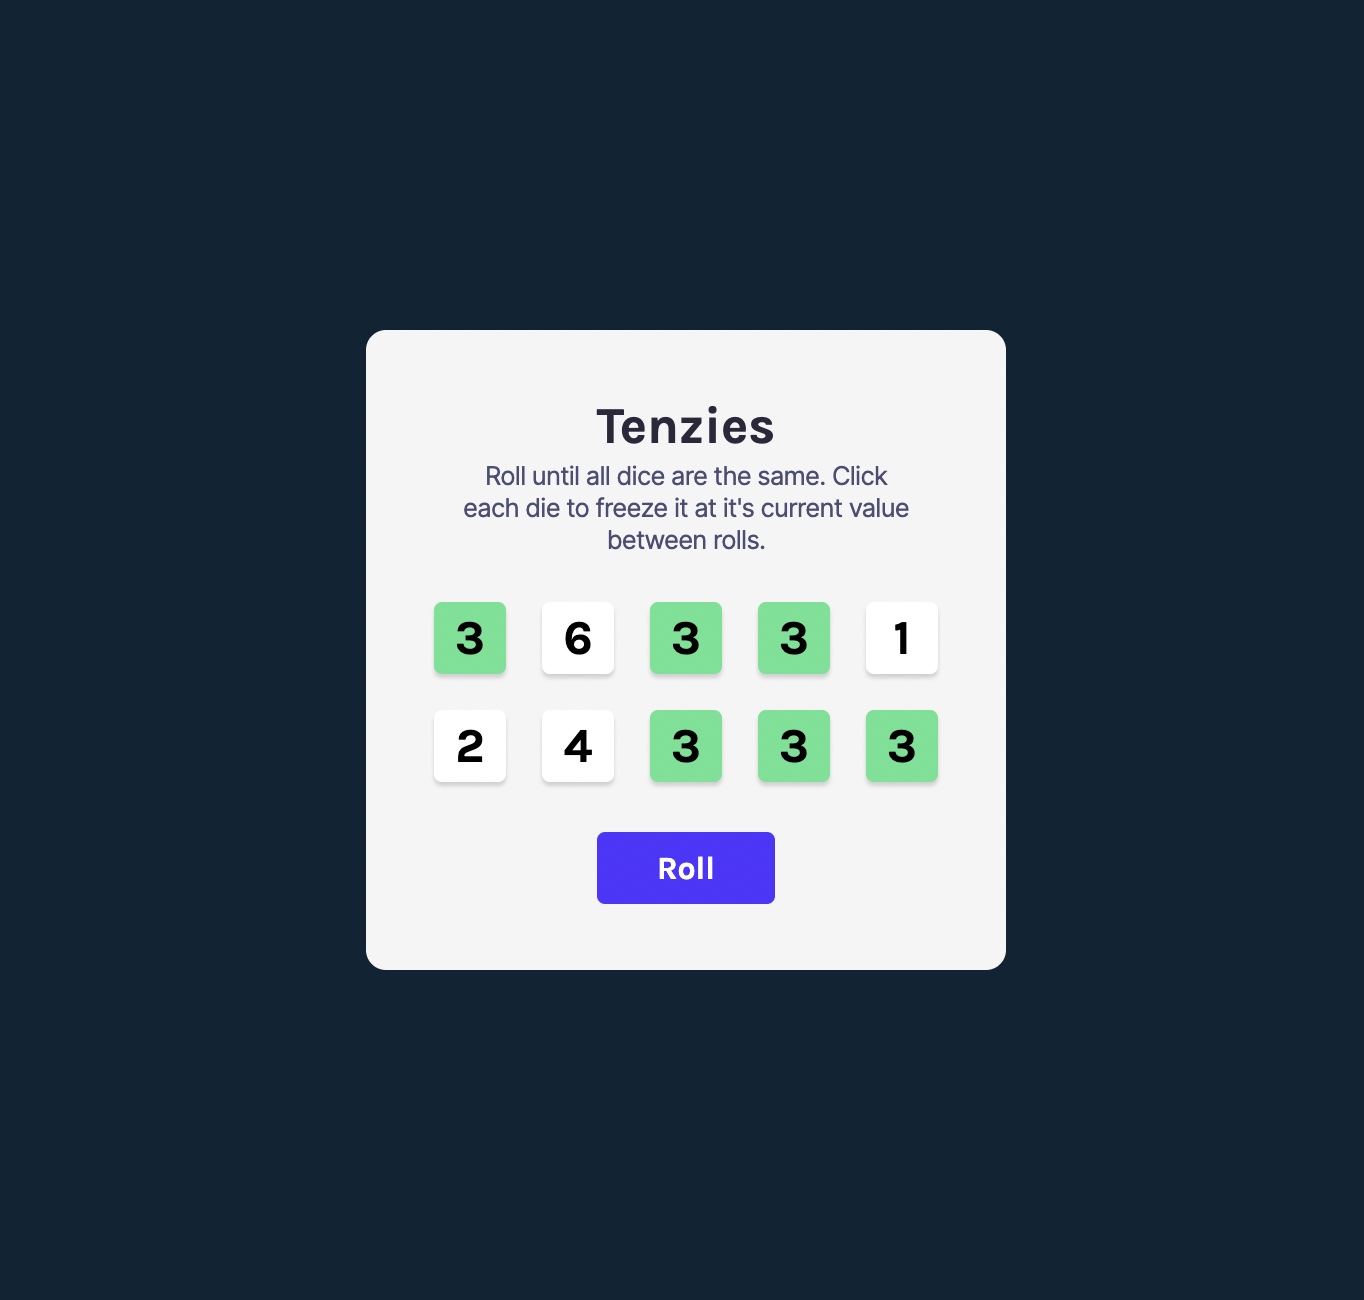 Tenzies
Roll until all dice are the same. Click
each die to freeze it at it's current value
between rolls.
3 6 3 3 1
2 4 3 3 3
Roll